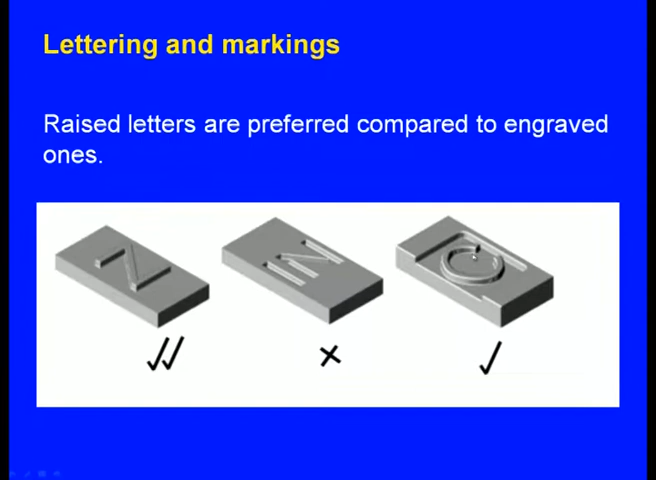 Lettering and markings
Raised letters are preferred compared to engraved
ones.